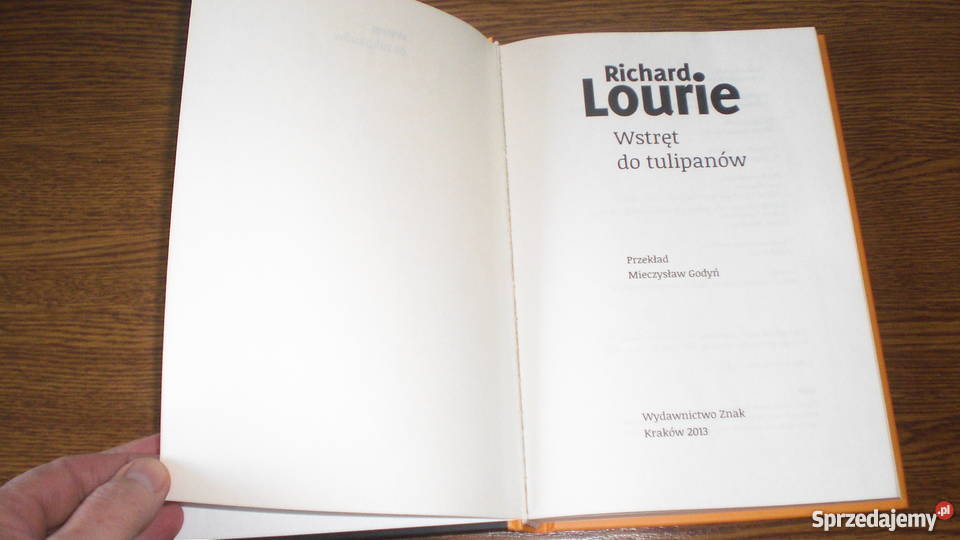 Richard
Lourie
Wstręt
do tulipanów
Przekład
Mieczysław Godyń
Wydawnictwo Znak
Kraków 2013
Sprzedajemy.pl